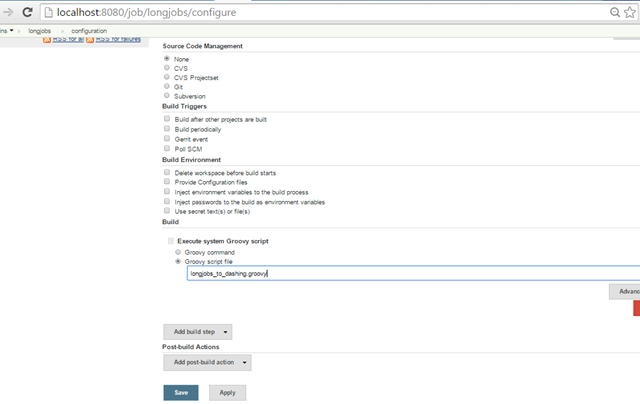 localhost:8080/job/longjobs/configure
ins longjobs configuration
RSS for all RSS for failures
Source Code Management
None
CVS
CVS Projectset
Git
Subversion
Build Triggers
Build after other projects are built
Build periodically
Gerrit event
Poll SCM
Build Environment
Delete workspace before build starts
Provide Configuration files
Inject environment variables to the build process
Inject passwords to the build as environment variables
Use secret text(s) or file(s)
Build
Execute system Groovy script
Groovy command
Groovy script file
longjobs_to_dashing.groovy
Advanc
Add build step
Post-build Actions
Add post-build action
Save Apply